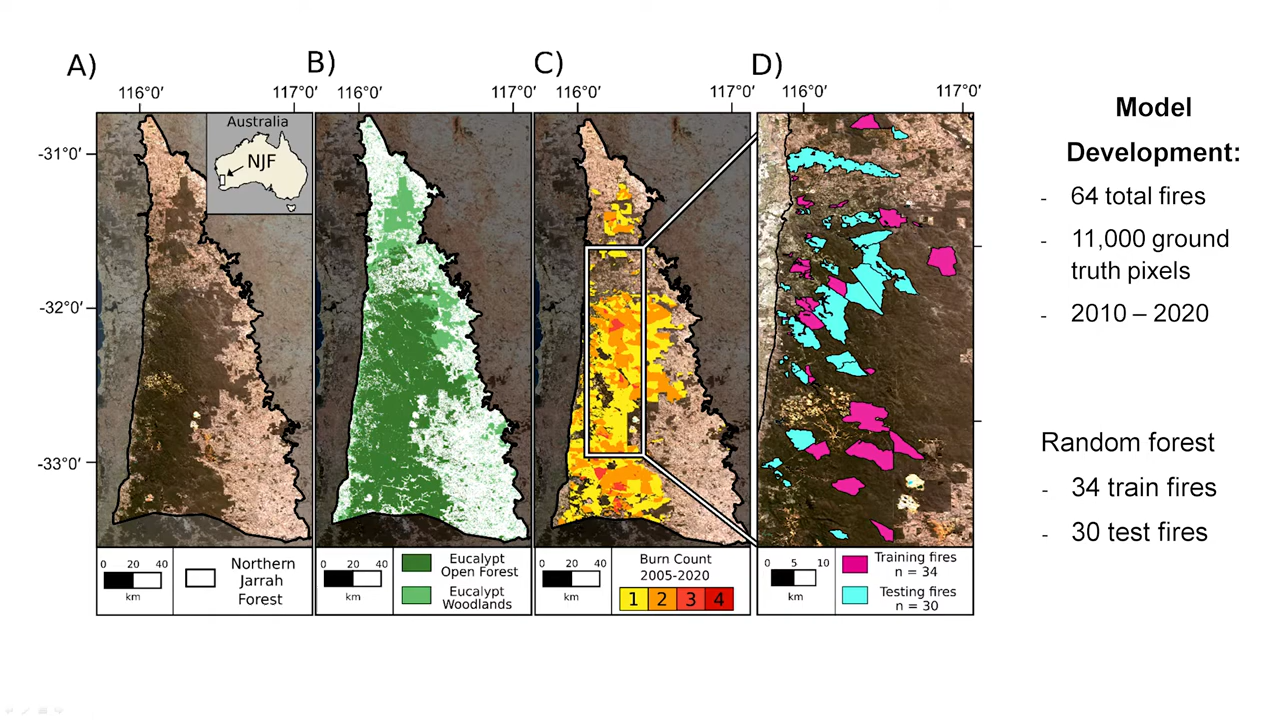 A)
B)
C)
D)
116°0′
117°0′
116°0′
117°0′
116°0′
117°0′
116°0′
117°0′
Australia
NJF
-31°0′
-32°0′
-33°0′
0 20 40
km
Northern
Jarrah
Forest
0 20 40
km
Eucalypt
Open Forest
Eucalypt
Woodlands
0 20 40
km
Burn Count
2005-2020
1 2 3 4
0 5 10
km
Training fires
n = 34
Testing fires
n = 30
Model
Development:
- 64 total fires
- 11,000 ground
truth pixels
- 2010 – 2020
Random forest
- 34 train fires
- 30 test fires